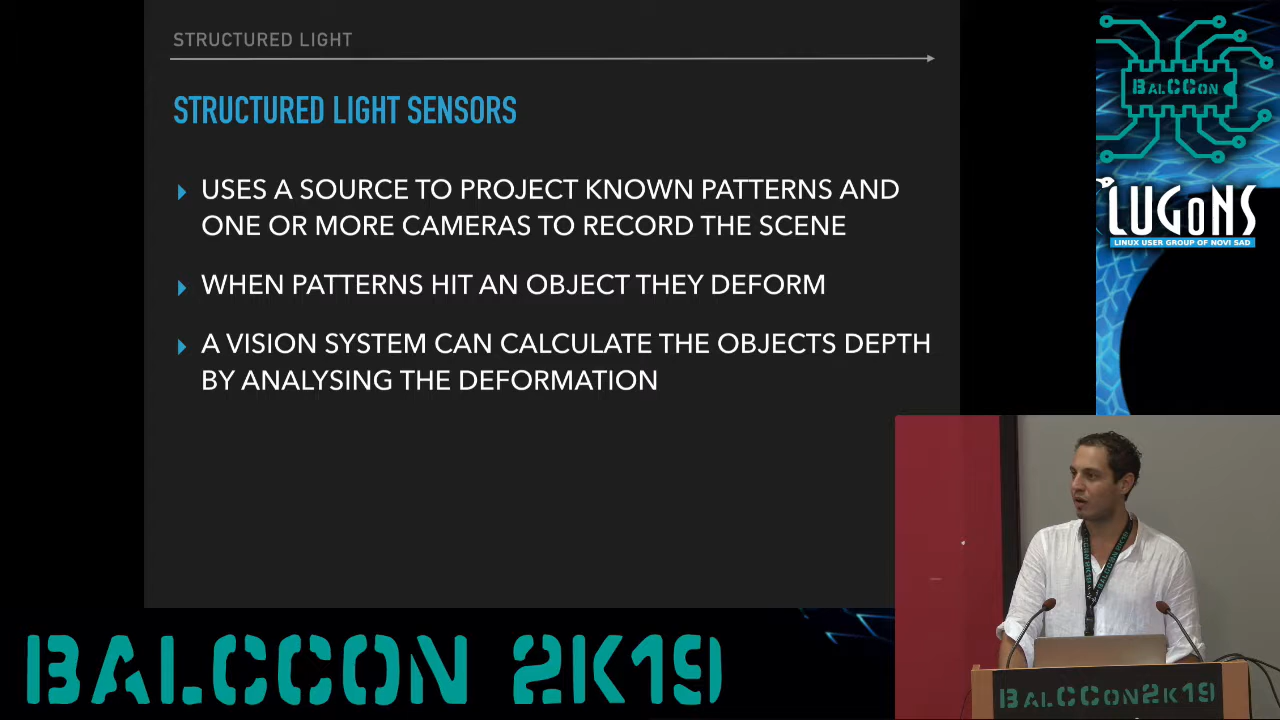 STRUCTURED LIGHT
STRUCTURED LIGHT SENSORS
USES A SOURCE TO PROJECT KNOWN PATTERNS AND
ONE OR MORE CAMERAS TO RECORD THE SCENE
WHEN PATTERNS HIT AN OBJECT THEY DEFORM
A VISION SYSTEM CAN CALCULATE THE OBJECTS DEPTH
BY ANALYSING THE DEFORMATION
BALCCON
LUGONS
LINUX USER GROUP OF NOVI SAD
BALCCON 2K19
BALCCON2K19